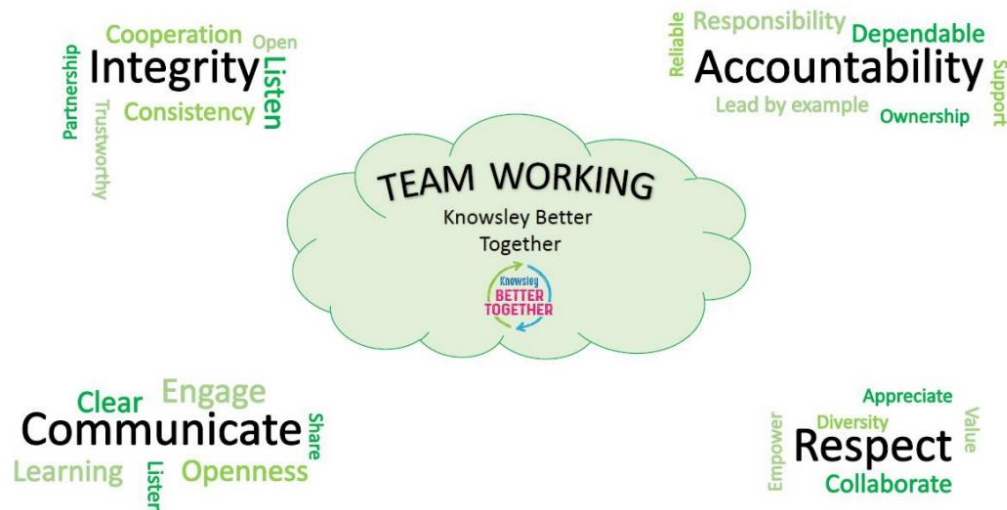 Cooperation
Open
Integrity
Listen
Partnership
Consistency
Trustworthy
Responsibility
Reliable
Dependable
Accountability
Support
Lead by example
Ownership
TEAM WORKING
Knowsley Better
Together
Knowsley
BETTER
TOGETHER
Engage
Clear
Communicate
Share
Learning
Listen
Openness
Appreciate
Value
Diversity
Empower
Respect
Collaborate